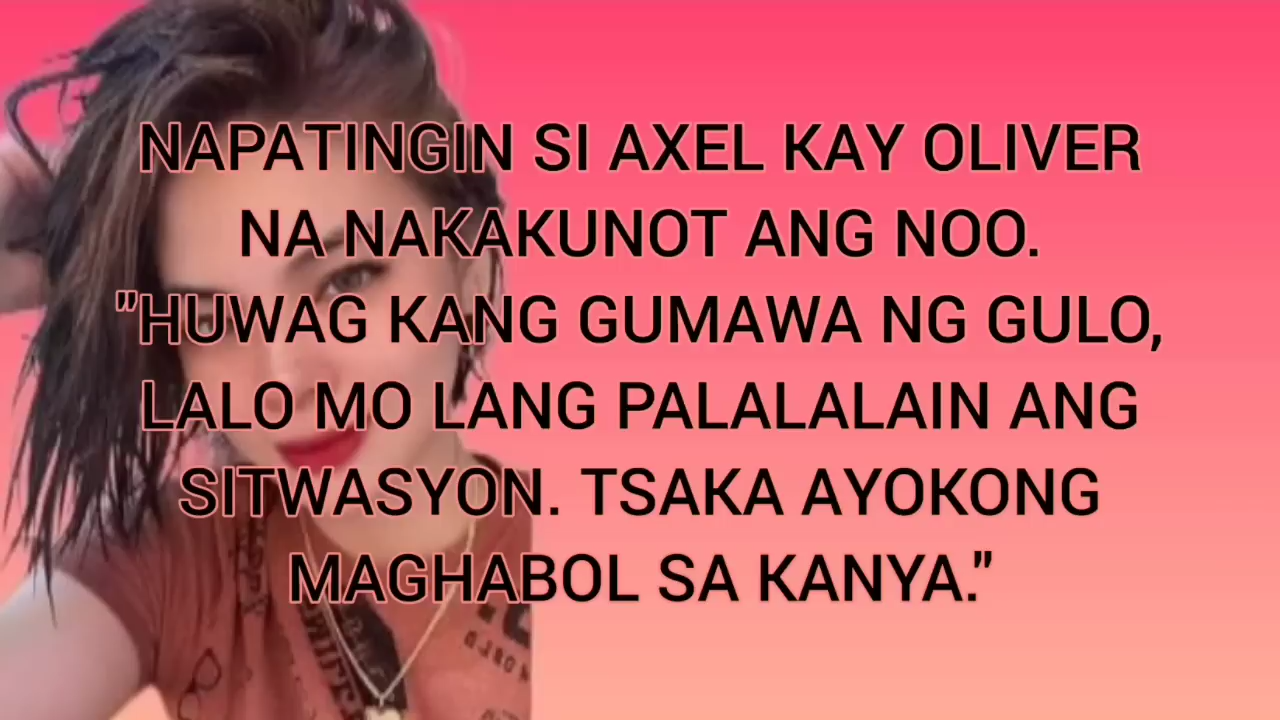 NAPATINGIN SI AXEL KAY OLIVER
NA NAKAKUNOT ANG NOO.
"HUWAG KANG GUMAWA NG GULO,
LALO MO LANG PALALALAIN ANG
SITWASYON. TSAKA AYOKONG
MAGHABOL SA KANYA."